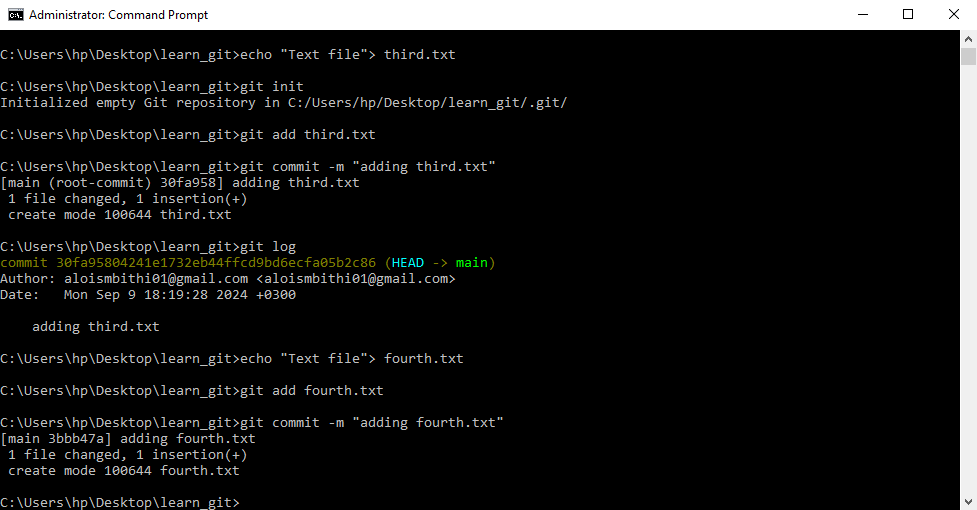 Administrator: Command Prompt
C:\Users\hp\Desktop\learn_git>echo "Text file"> third.txt
C:\Users\hp\Desktop\learn_git>git init
Initialized empty Git repository in C:/Users/hp/Desktop/learn_git/.git/
C:\Users\hp\Desktop\learn_git>git add third.txt
C:\Users\hp\Desktop\learn_git>git commit -m "adding third.txt"
[main (root-commit) 30fa958] adding third.txt
 1 file changed, 1 insertion(+)
 create mode 100644 third.txt
C:\Users\hp\Desktop\learn_git>git log
commit 30fa95804241e1732eb44ffcd9bd6ecfa05b2c86 (HEAD -> main)
Author: aloismbithi01@gmail.com <aloismbithi01@gmail.com>
Date:   Mon Sep 9 18:19:28 2024 +0300
    adding third.txt
C:\Users\hp\Desktop\learn_git>echo "Text file"> fourth.txt
C:\Users\hp\Desktop\learn_git>git add fourth.txt
C:\Users\hp\Desktop\learn_git>git commit -m "adding fourth.txt"
[main 3bbb47a] adding fourth.txt
 1 file changed, 1 insertion(+)
 create mode 100644 fourth.txt
C:\Users\hp\Desktop\learn_git>